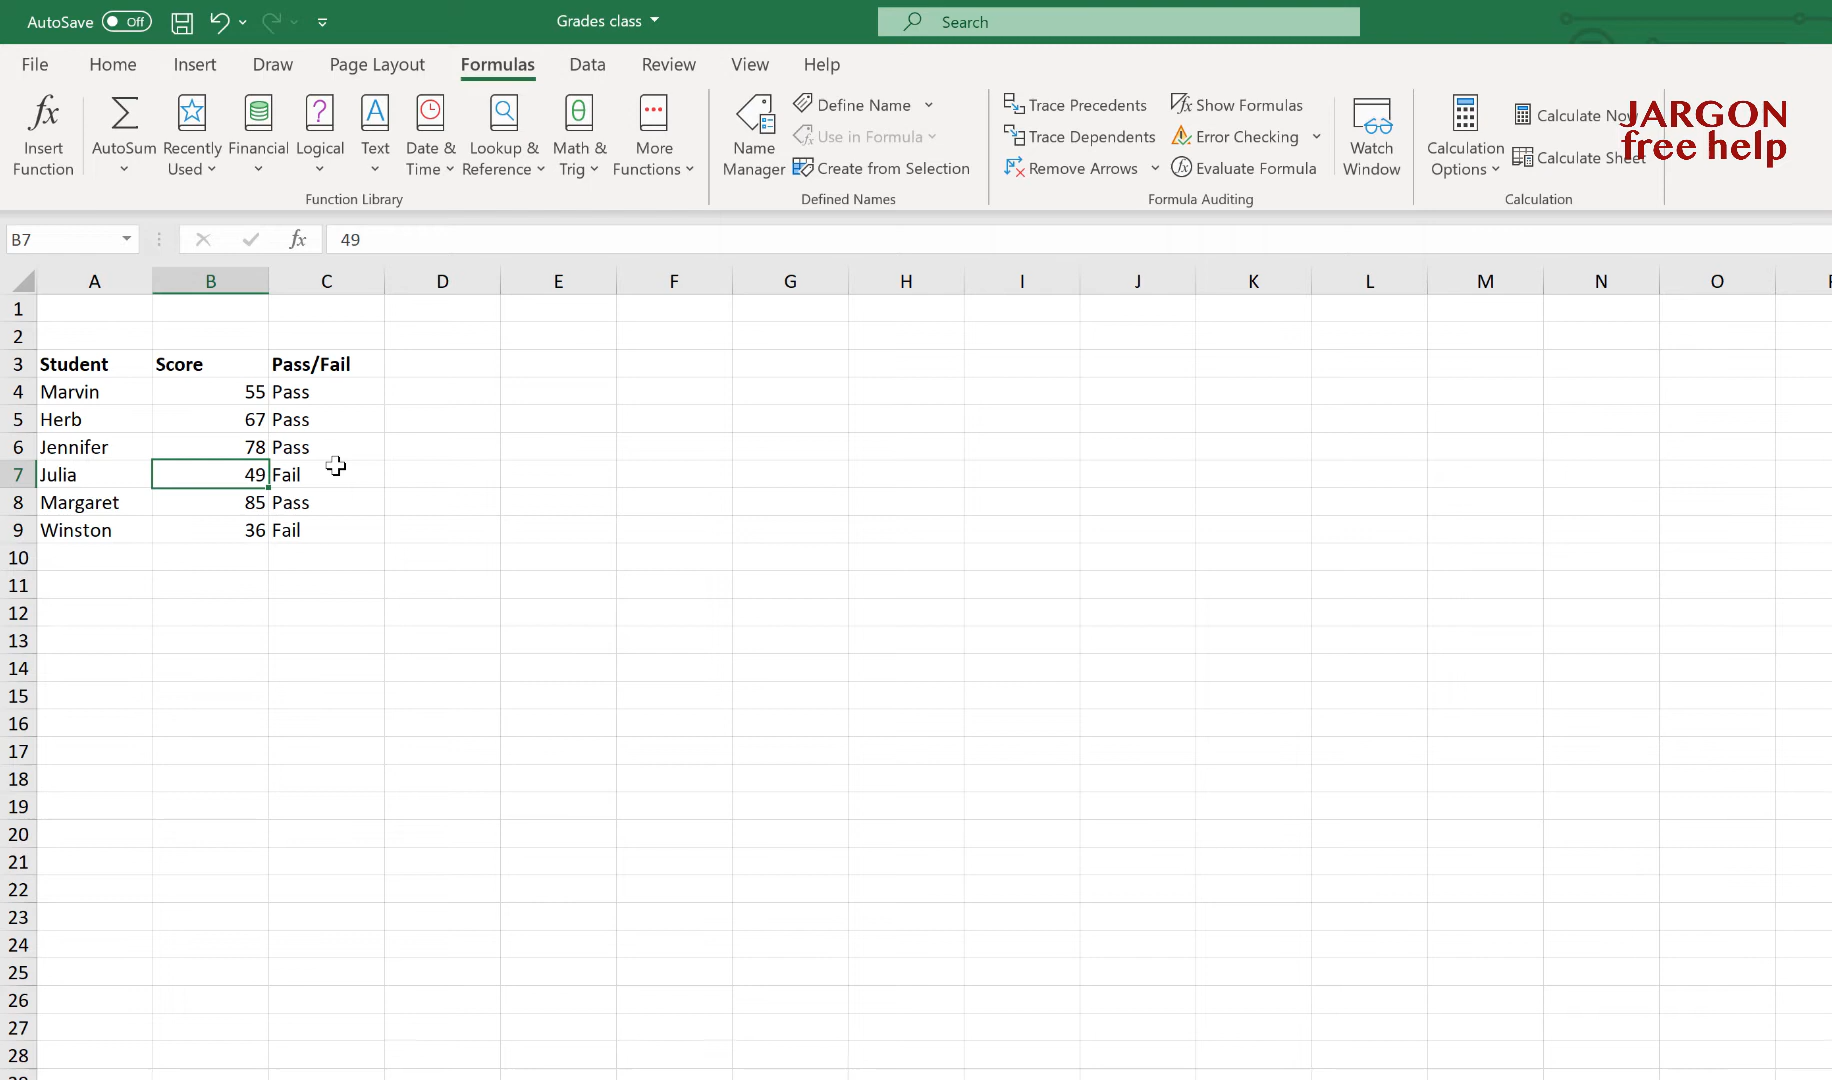 AutoSave Off Grades class Search
File Home Insert Draw Page Layout Formulas Data Review View Help
Insert Function
AutoSum
Recently Used
Financial
Logical
Text
Date & Time
Lookup & Reference
Math & Trig
More Functions
Function Library
Name Manager
Define Name
Use in Formula
Create from Selection
Defined Names
Trace Precedents
Trace Dependents
Remove Arrows
Show Formulas
Error Checking
Evaluate Formula
Formula Auditing
Watch Window
Calculation Options
Calculate Now
Calculate Sheet
Calculation
JARGON
free help
B7 fx 49
A B C D E F G H I J K L M N O
1
2
3 Student Score Pass/Fail
4 Marvin 55 Pass
5 Herb 67 Pass
6 Jennifer 78 Pass
7 Julia 49 Fail
8 Margaret 85 Pass
9 Winston 36 Fail
10
11
12
13
14
15
16
17
18
19
20
21
22
23
24
25
26
27
28